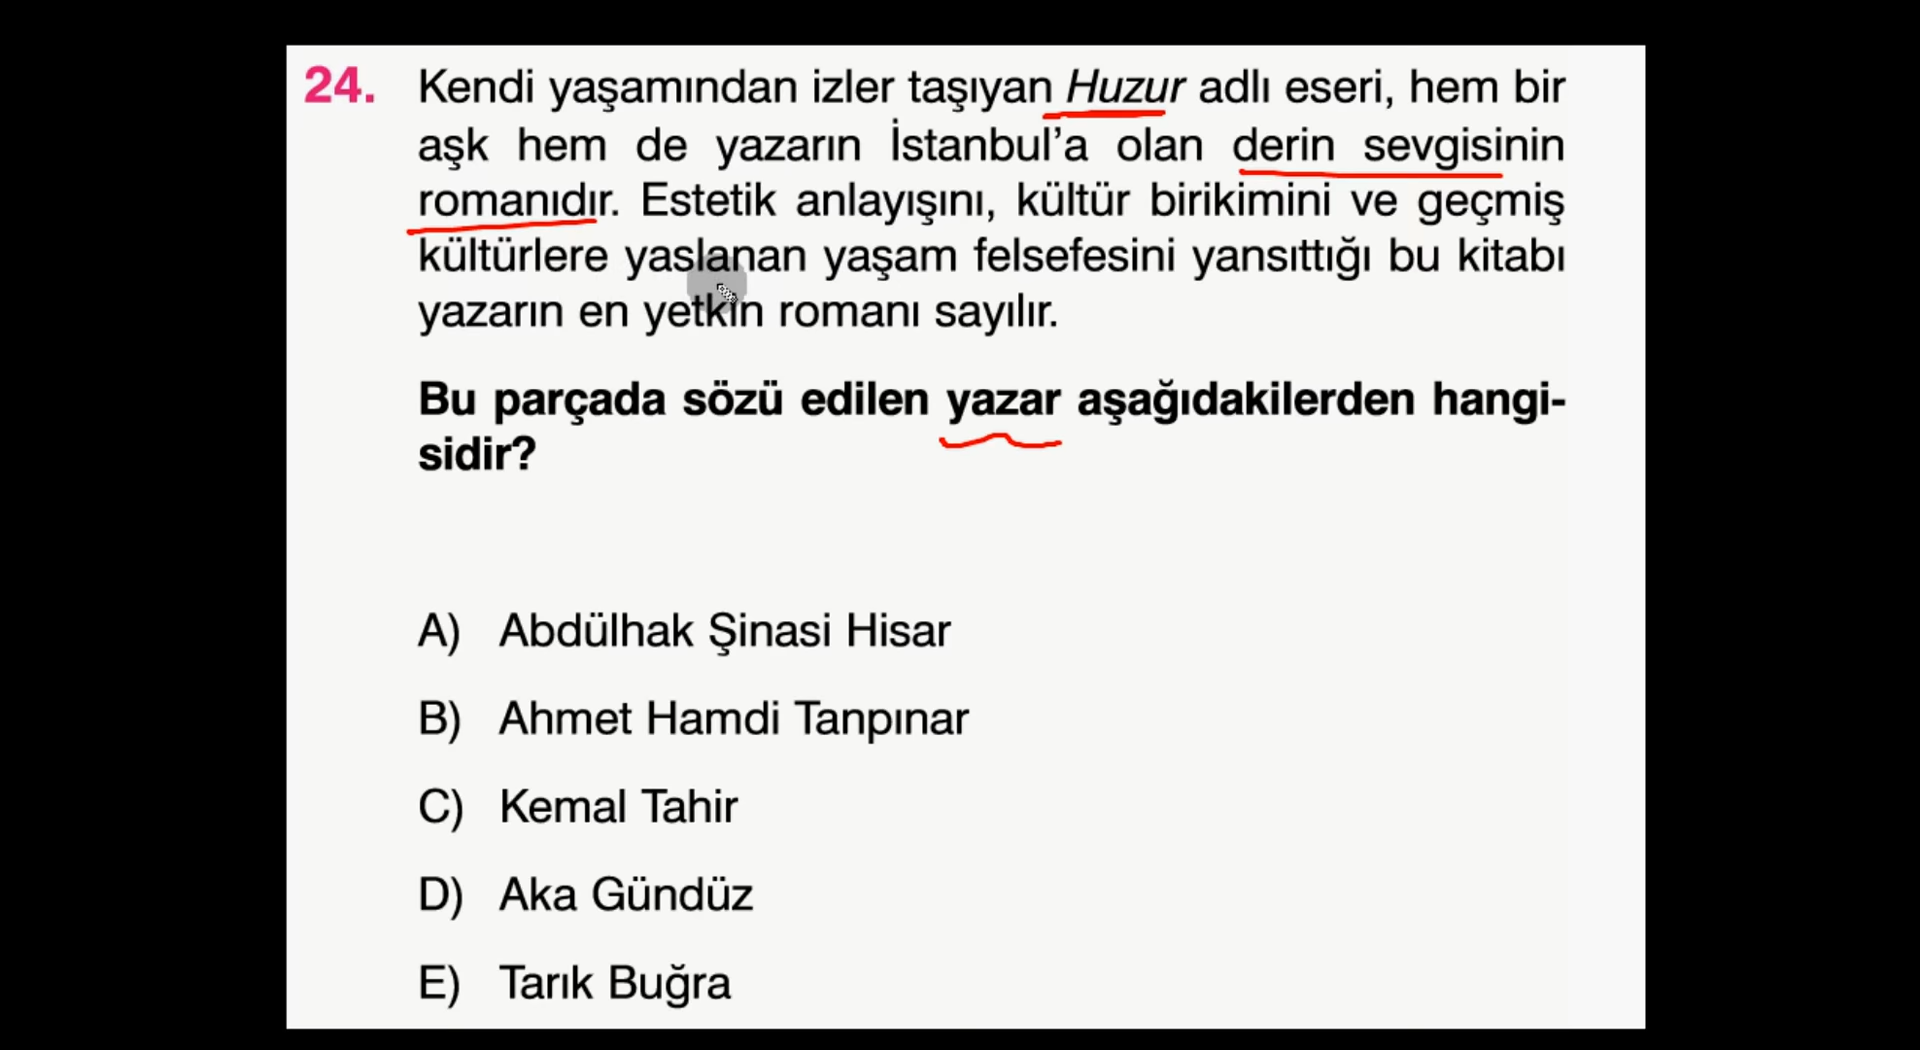 24. Kendi yaşamından izler taşıyan Huzur adlı eseri, hem bir
aşk hem de yazarın İstanbul’a olan derin sevgisinin
romanıdır. Estetik anlayışını, kültür birikimini ve geçmiş
kültürlere yaslanan yaşam felsefesini yansıttığı bu kitabı
yazarın en yetkin romanı sayılır.
Bu parçada sözü edilen yazar aşağıdakilerden hangi-
sidir?
A) Abdülhak Şinasi Hisar
B) Ahmet Hamdi Tanpınar
C) Kemal Tahir
D) Aka Gündüz
E) Tarık Buğra